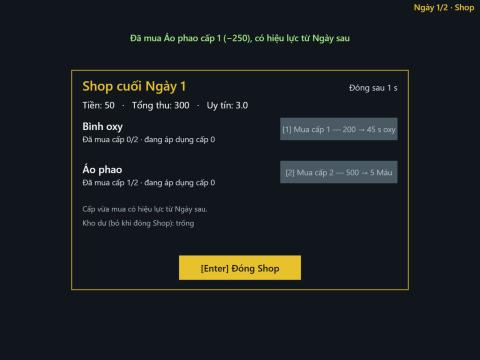 Ngày 1/2 · Shop
Đã mua Áo phao cấp 1 (−250), có hiệu lực từ Ngày sau
Shop cuối Ngày 1
Đóng sau 1 s
Tiền: 50 · Tổng thu: 300 · Uy tín: 3.0
Bình oxy
[1] Mua cấp 1 — 200 → 45 s oxy
Đã mua cấp 0/2 · đang áp dụng cấp 0
Áo phao
[2] Mua cấp 2 — 500 → 5 Máu
Đã mua cấp 1/2 · đang áp dụng cấp 0
Cấp vừa mua có hiệu lực từ Ngày sau.
Kho dư (bỏ khi đóng Shop): trống
[Enter] Đóng Shop